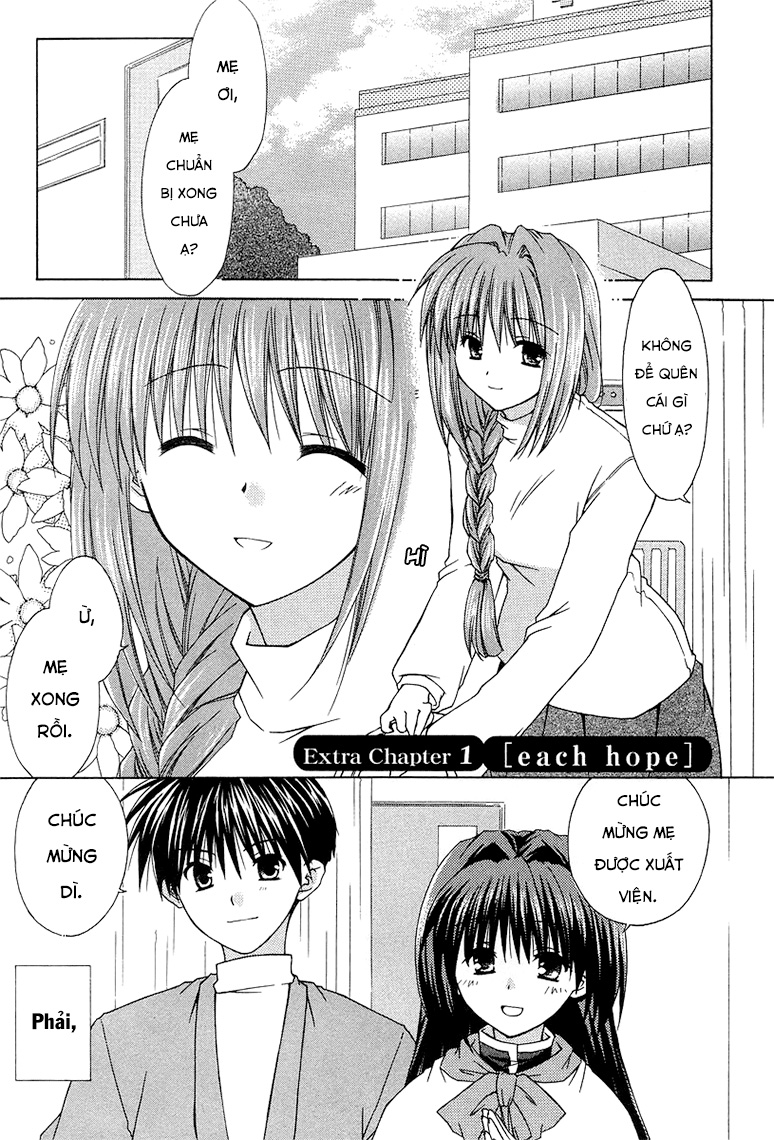 MẸ
ƠI,
MẸ
CHUẨN
BỊ XONG
CHƯA
Ạ?
KHÔNG
ĐỂ QUÊN
CÁI GÌ
CHỨ Ạ?
HÌ
Ừ,
MẸ
XONG
RỒI.
Extra Chapter 1 [each hope]
CHÚC
MỪNG MẸ
ĐƯỢC XUẤT
VIỆN.
CHÚC
MỪNG
DÌ.
Phải,